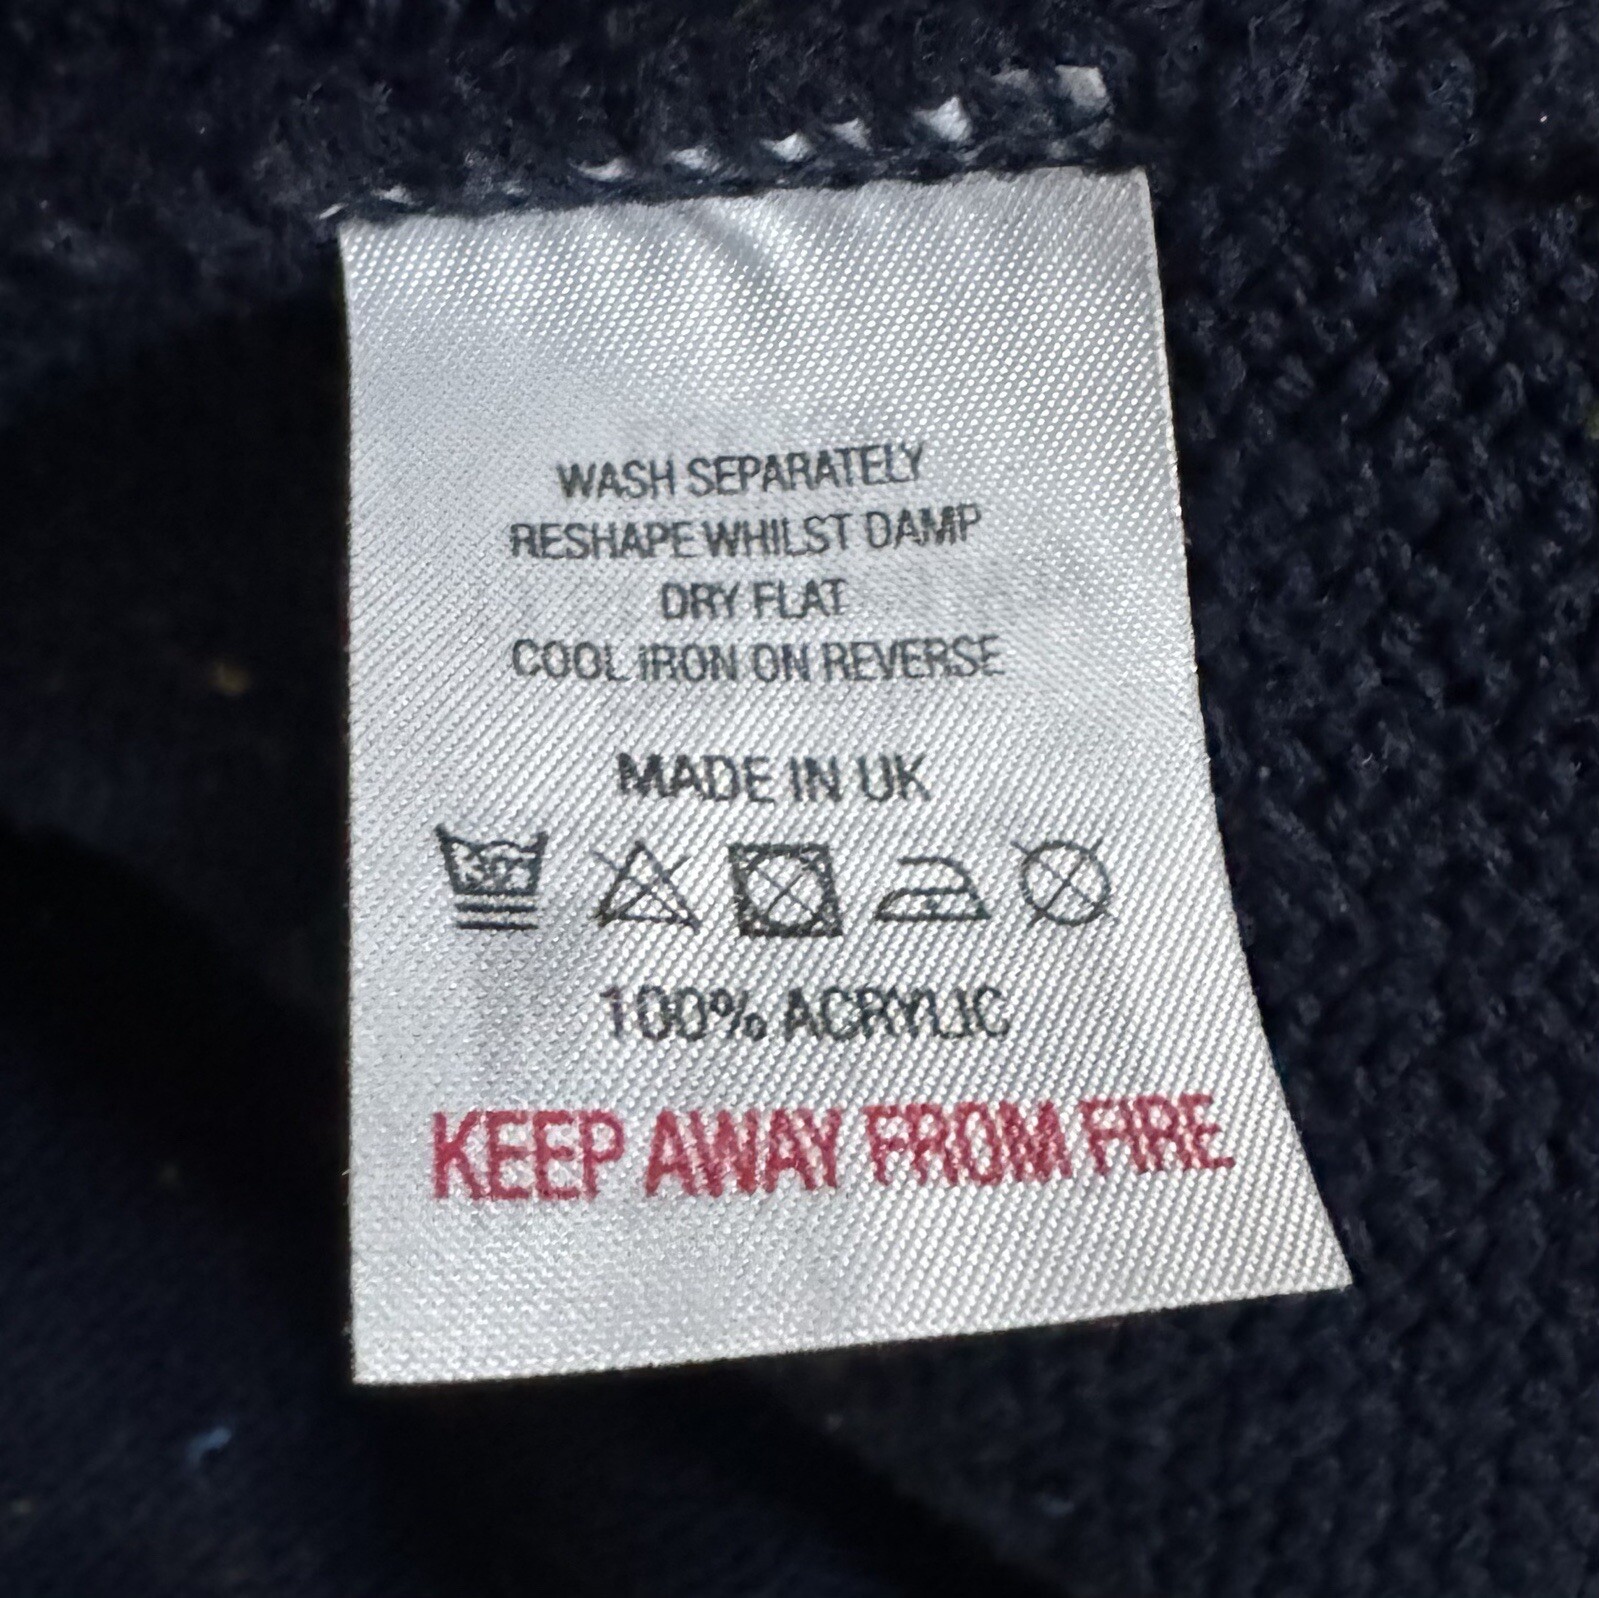 WASH SEPARATELY
RESHAPE WHILST DAMP
DRY FLAT
COOL IRON ON REVERSE
MADE IN UK
30
100% ACRYLIC
KEEP AWAY FROM FIRE